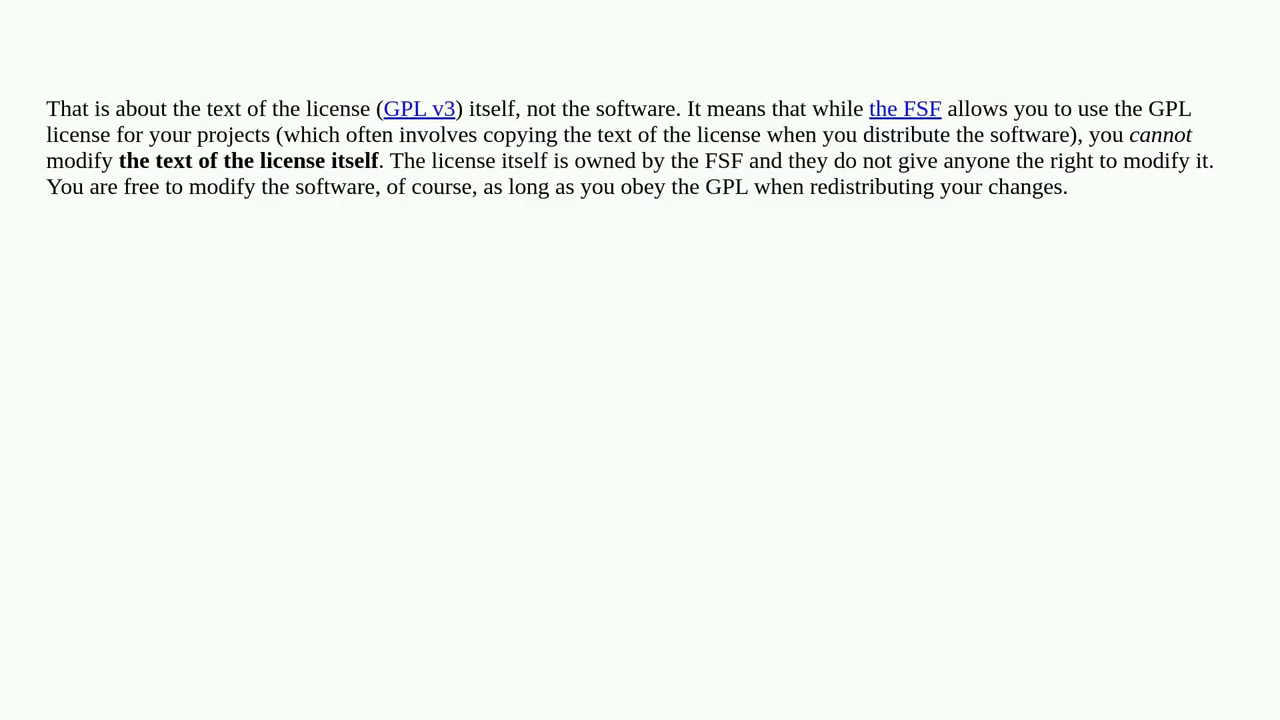 That is about the text of the license (GPL v3) itself, not the software. It means that while the FSF allows you to use the GPL
license for your projects (which often involves copying the text of the license when you distribute the software), you cannot
modify the text of the license itself. The license itself is owned by the FSF and they do not give anyone the right to modify it.
You are free to modify the software, of course, as long as you obey the GPL when redistributing your changes.